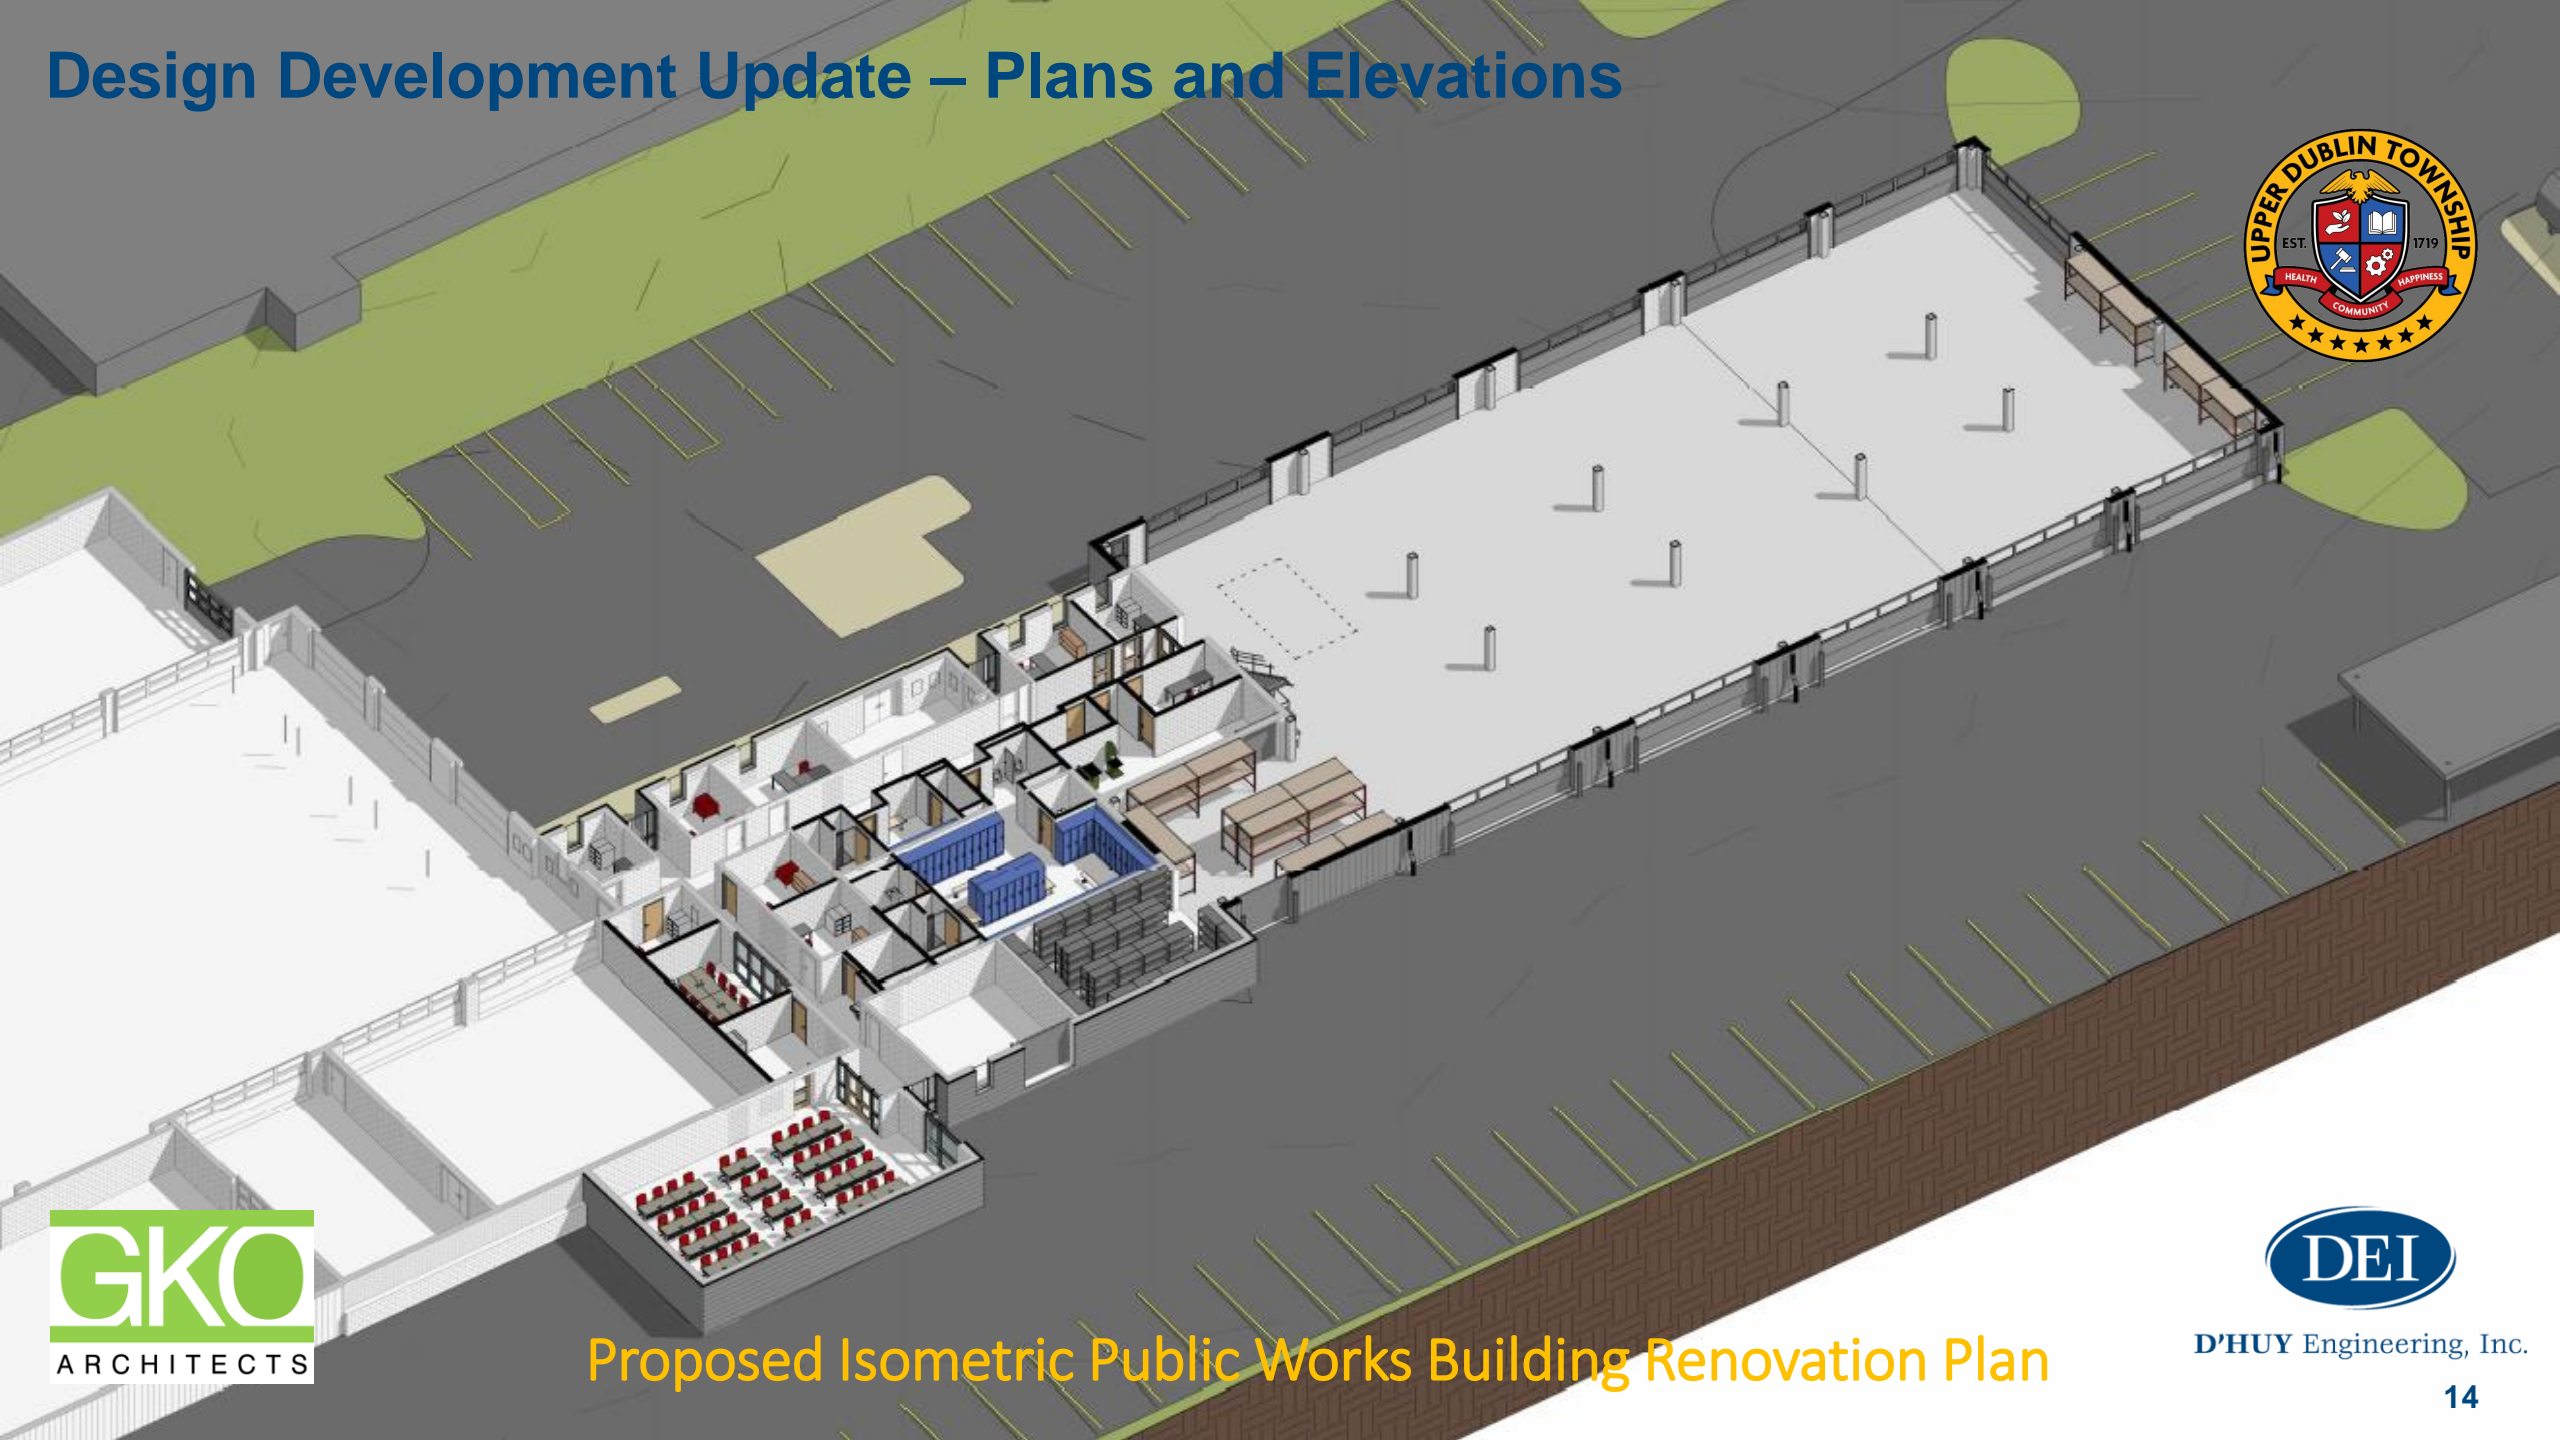 Design Development Update – Plans and Elevations
UPPER DUBLIN TOWNSHIP
EST. 1719
HEALTH HAPPINESS
COMMUNITY
GKO
ARCHITECTS
DEI
D'HUY Engineering, Inc.
Proposed Isometric Public Works Building Renovation Plan
14